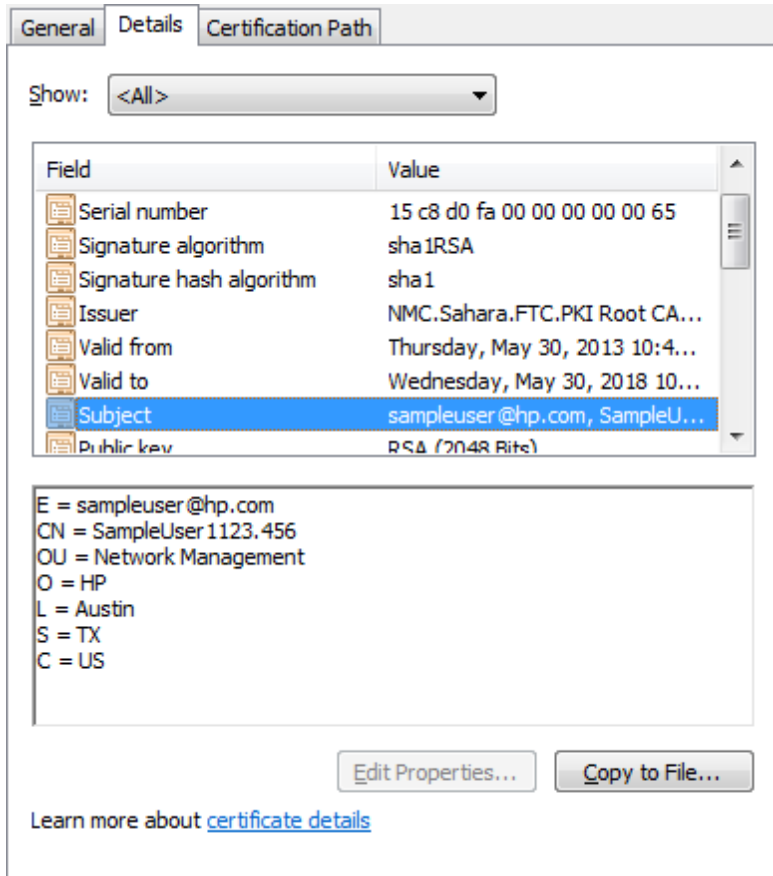 General Details Certification Path
Show: <All>
Field Value
Serial number 15 c8 d0 fa 00 00 00 00 00 65
Signature algorithm sha1RSA
Signature hash algorithm sha1
Issuer NMC.Sahara.FTC.PKI Root CA...
Valid from Thursday, May 30, 2013 10:4...
Valid to Wednesday, May 30, 2018 10...
Subject sampleuser@hp.com, SampleU...
Public key RSA (2048 Bits)
E = sampleuser@hp.com
CN = SampleUser1123.456
OU = Network Management
O = HP
L = Austin
S = TX
C = US
Edit Properties... Copy to File...
Learn more about certificate details